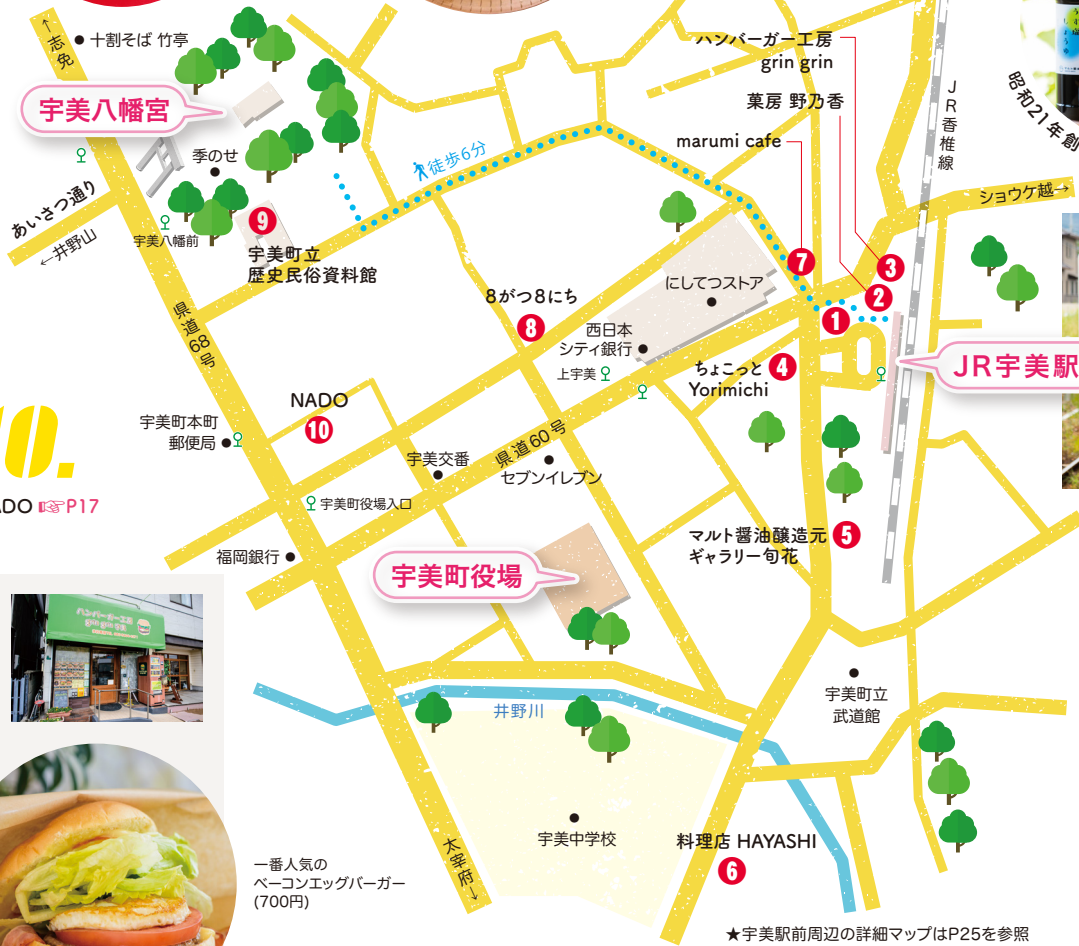 ↑志免
十割そば 竹亭
宇美八幡宮
季のせ
あいさつ通り
←井野山
宇美八幡前
9
宇美町立
歴史民俗資料館
徒歩6分
ハンバーガー工房
grin grin
菓房 野乃香
marumi cafe
JR香椎線
昭和21年創
ショウケ越→
7
3
2
1
にしてつストア
8がつ8にち
8
西日本
シティ銀行
上宇美
ちょこっと
Yorimichi
4
JR宇美駅
県道68号
NADO
10
宇美町本町
郵便局
宇美交番
県道60号
セブンイレブン
宇美町役場入口
福岡銀行
10.
ADO ☞P17
宇美町役場
マルト醤油醸造元
ギャラリー旬花
5
ハンバーガー工房
grin grin
宇美町立
武道館
井野川
宇美中学校
太宰府↓
料理店 HAYASHI
6
一番人気の
ベーコンエッグバーガー
(700円)
★宇美駅前周辺の詳細マップはP25を参照